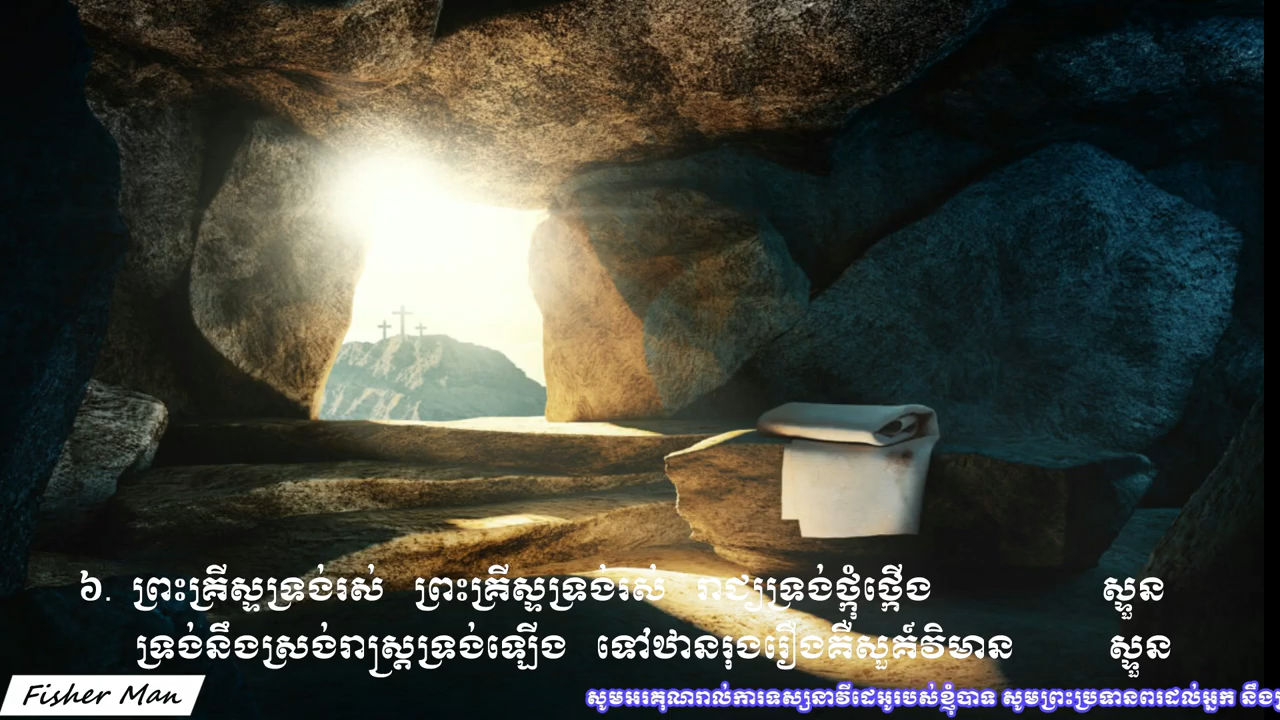 ៦. ព្រះគ្រីស្ទទ្រង់រស់ ព្រះគ្រីស្ទទ្រង់រស់ រាជ្យទ្រង់ថ្កុំថ្កើង ស្ទួន
ទ្រង់នឹងស្រង់រាស្ត្រទ្រង់ឡើង ទៅឋានរុងរឿងគឺសួគ៍វិមាន ស្ទួន
Fisher Man
សូមអរគុណរាល់ការទស្សនាវីដេអូរបស់ខ្ញុំបាទ សូមព្រះប្រទានពរដល់អ្នក នឹង